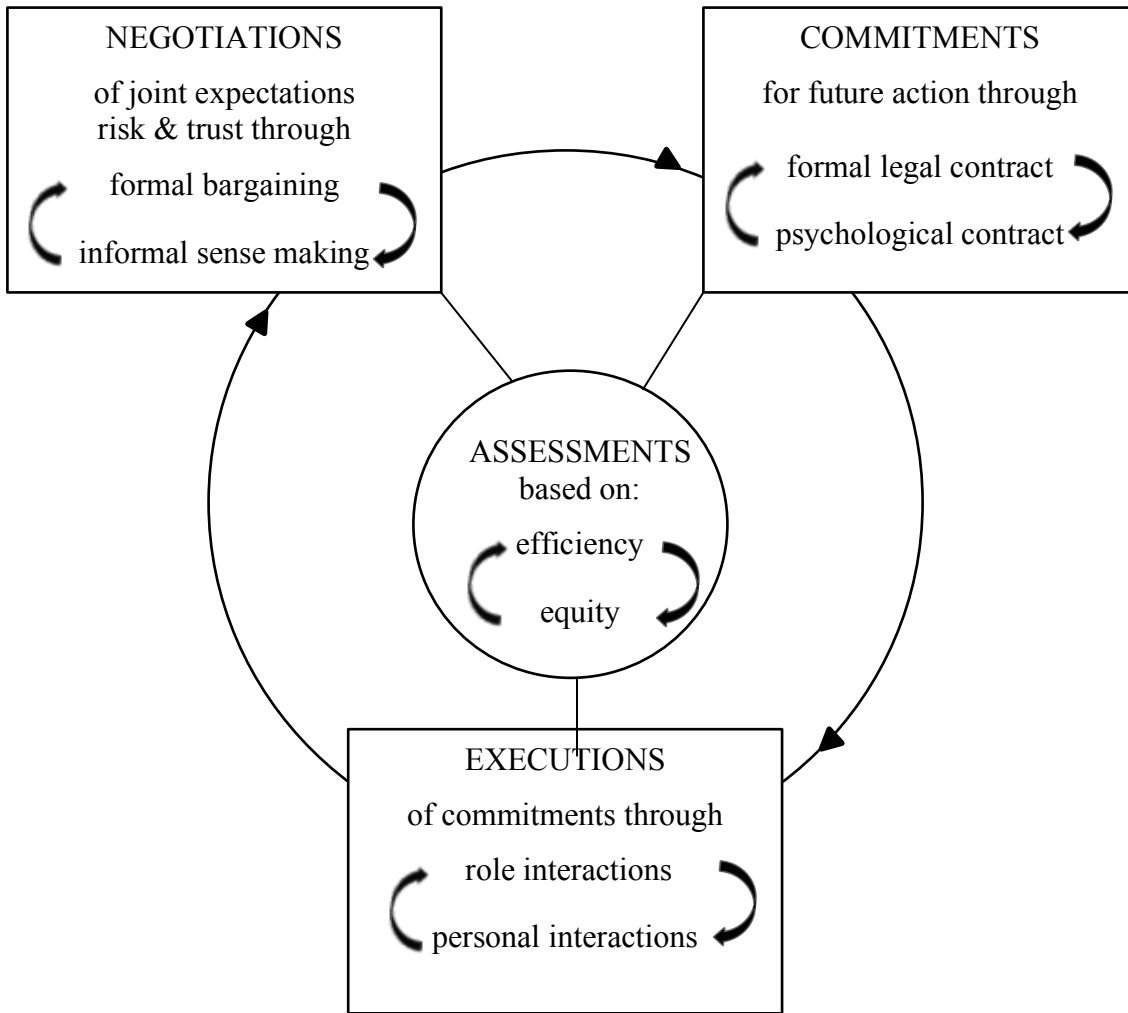 NEGOTIATIONS
of joint expectations
risk & trust through
formal bargaining
informal sense making
COMMITMENTS
for future action through
formal legal contract
psychological contract
ASSESSMENTS
based on:
efficiency
equity
EXECUTIONS
of commitments through
role interactions
personal interactions